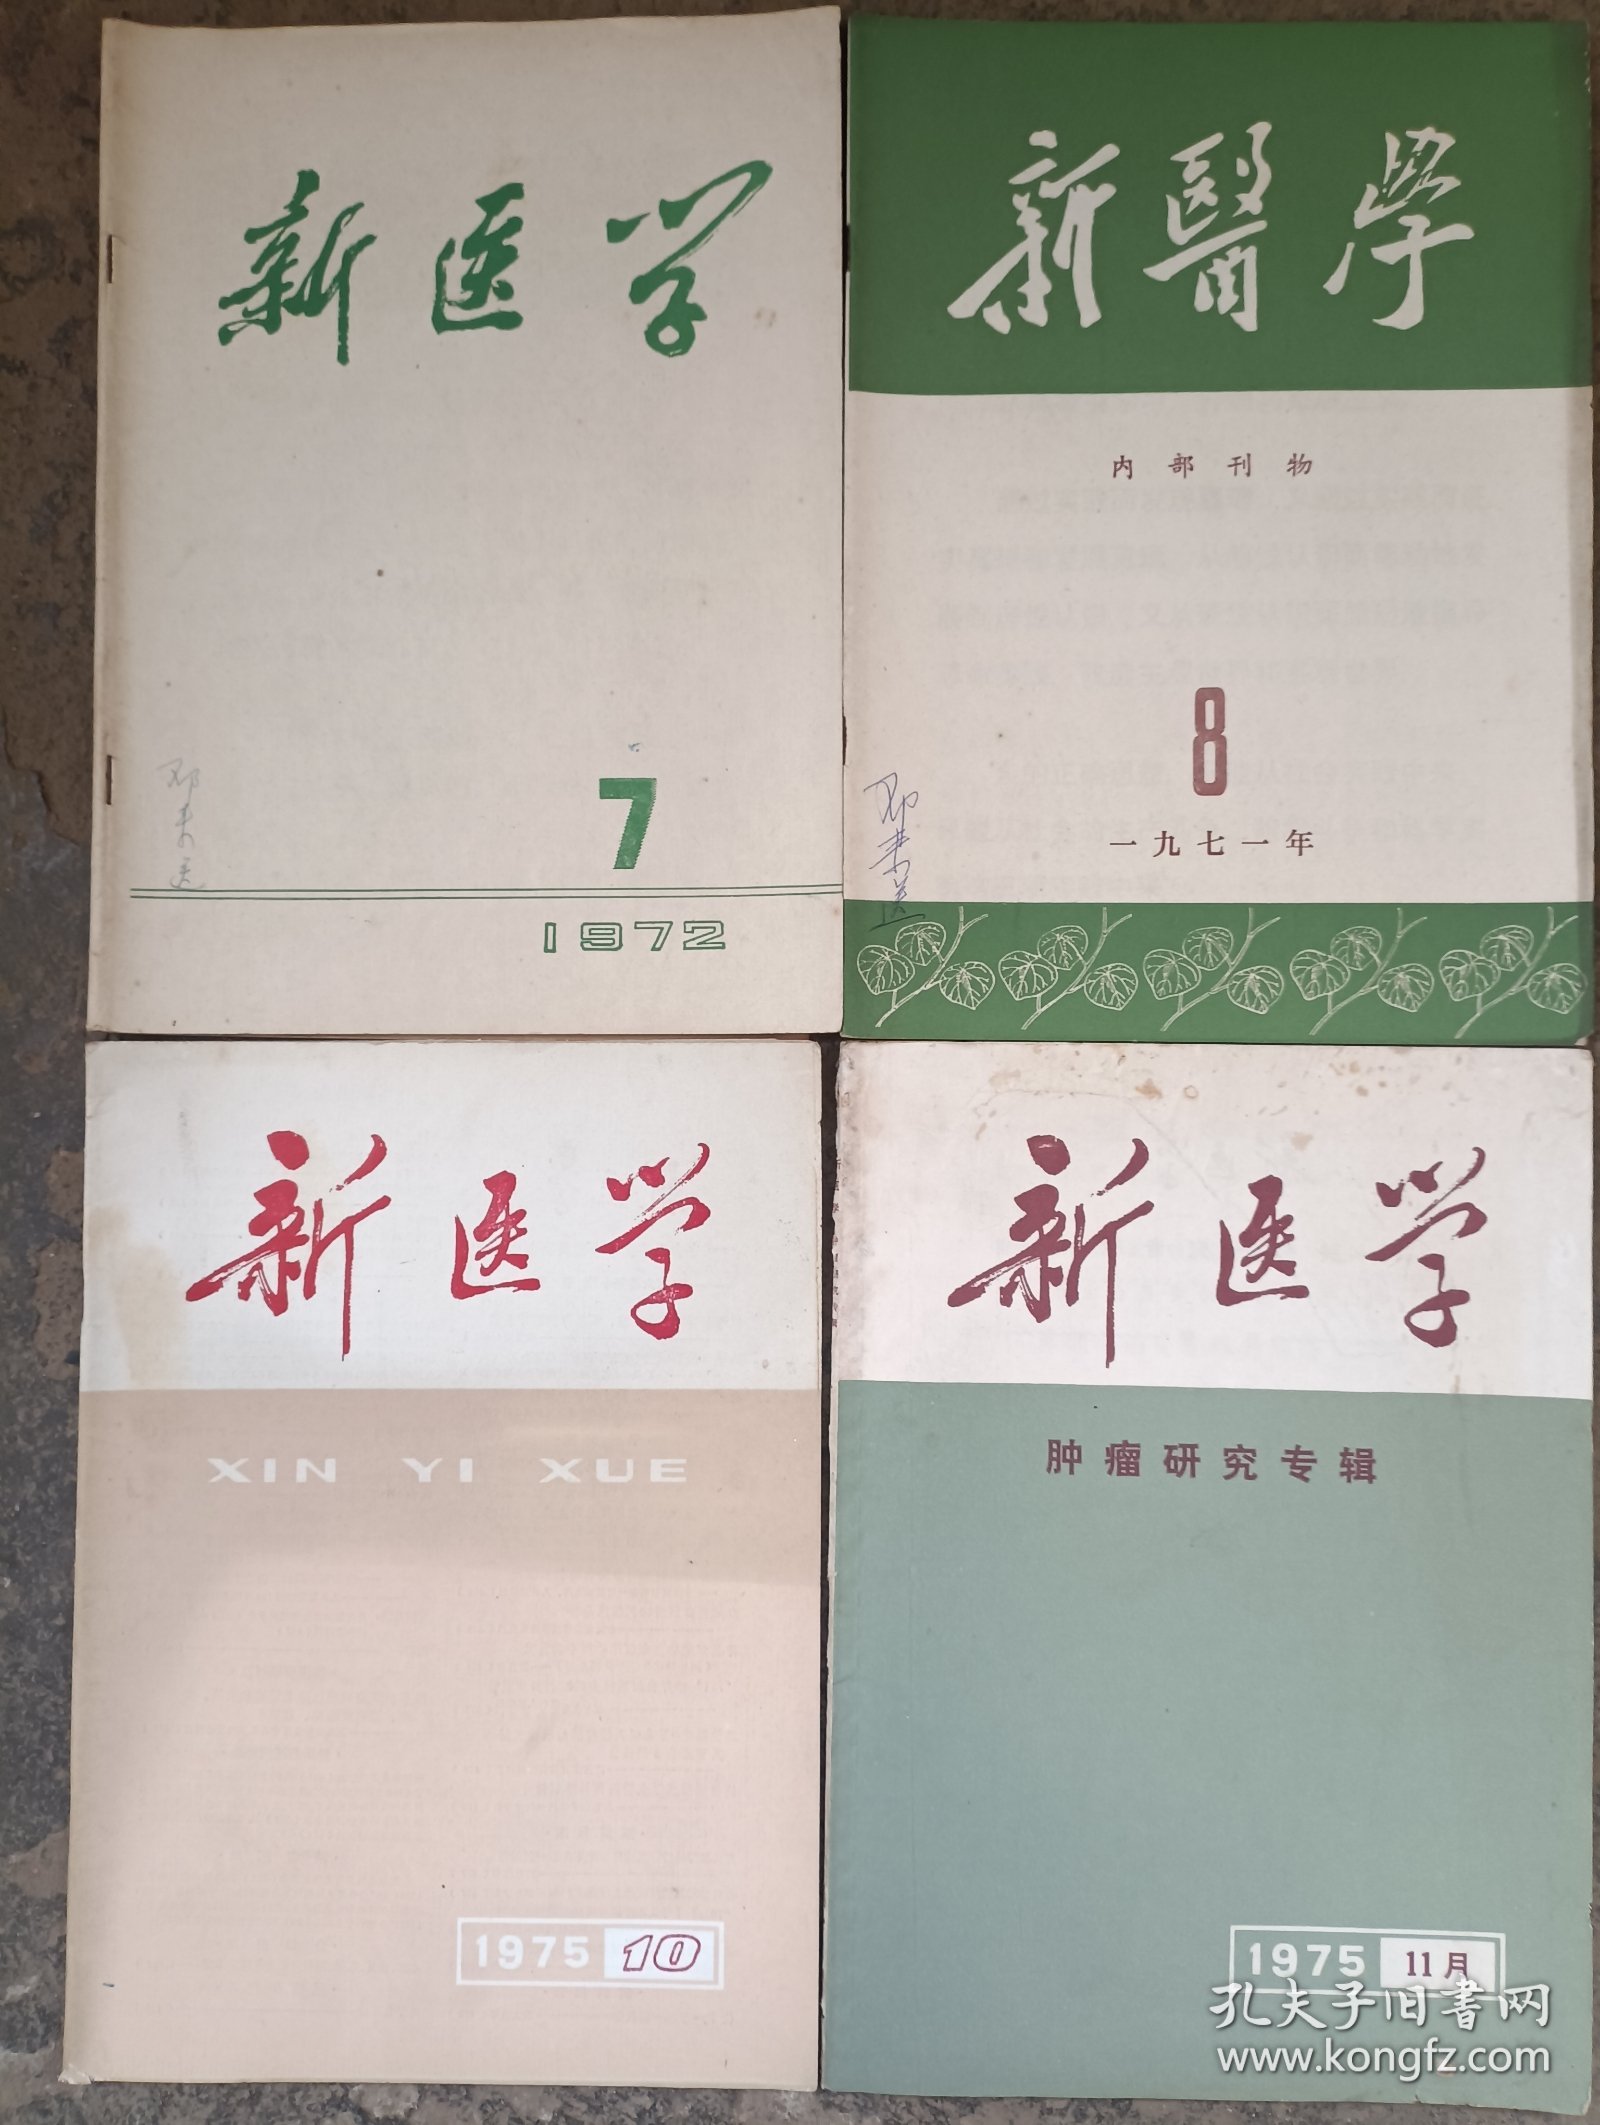 新医学
7
1972
新醫學
内部刊物
8
一九七一年
新医学
XIN YI XUE
1975 10
新医学
肿瘤研究专辑
1975 11月
孔夫子旧书网
www.kongfz.com